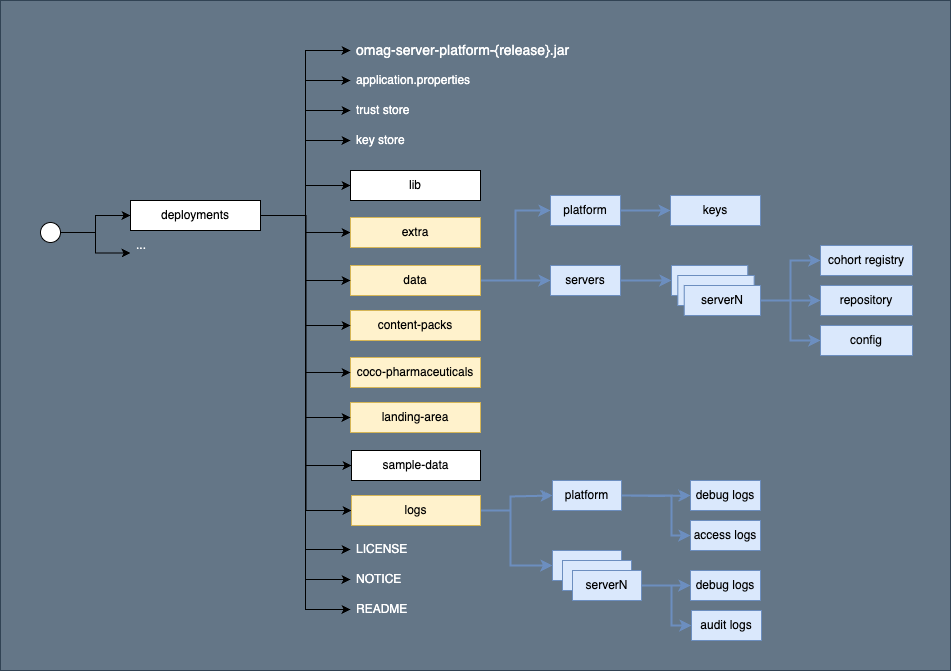 omag-server-platform-{release}.jar
application.properties
trust store
key store
lib
deployments
...
extra
platform
keys
data
servers
serverN
cohort registry
repository
config
content-packs
coco-pharmaceuticals
landing-area
sample-data
logs
platform
debug logs
access logs
serverN
debug logs
audit logs
LICENSE
NOTICE
README